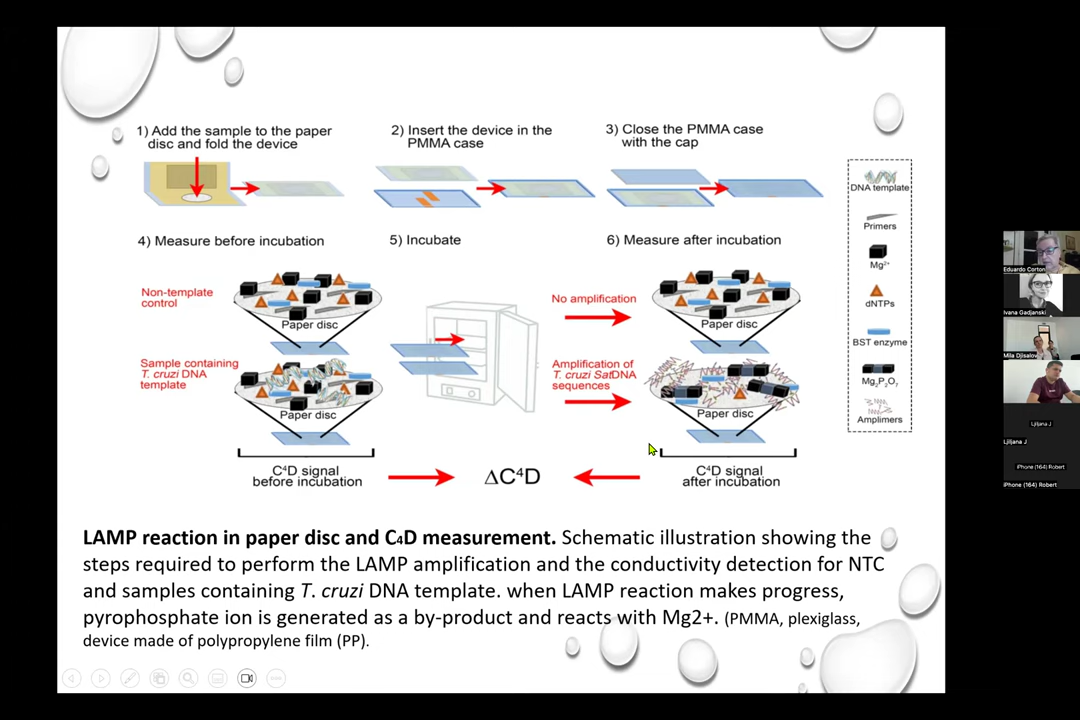 1) Add the sample to the paper
disc and fold the device
2) Insert the device in the
PMMA case
3) Close the PMMA case
with the cap
4) Measure before incubation
5) Incubate
6) Measure after incubation
Non-template
control
Paper disc
Sample containing
T. cruzi DNA
template
Paper disc
No amplification
Amplification of
T. cruzi SatDNA
sequences
Paper disc
Paper disc
C⁴D signal
before incubation
ΔC⁴D
C⁴D signal
after incubation
DNA template
Primers
Mg²⁺
dNTPs
BST enzyme
Mg₂P₂O₇
Amplimers
LAMP reaction in paper disc and C₄D measurement. Schematic illustration showing the
steps required to perform the LAMP amplification and the conductivity detection for NTC
and samples containing T. cruzi DNA template. when LAMP reaction makes progress,
pyrophosphate ion is generated as a by-product and reacts with Mg2+. (PMMA, plexiglass,
device made of polypropylene film (PP).
Eduardo Corton
Ivana Gadjanski
Mila Djisalov
Ljiljana J
Ljiljana J
iPhone (164) Robert
iPhone (164) Robert